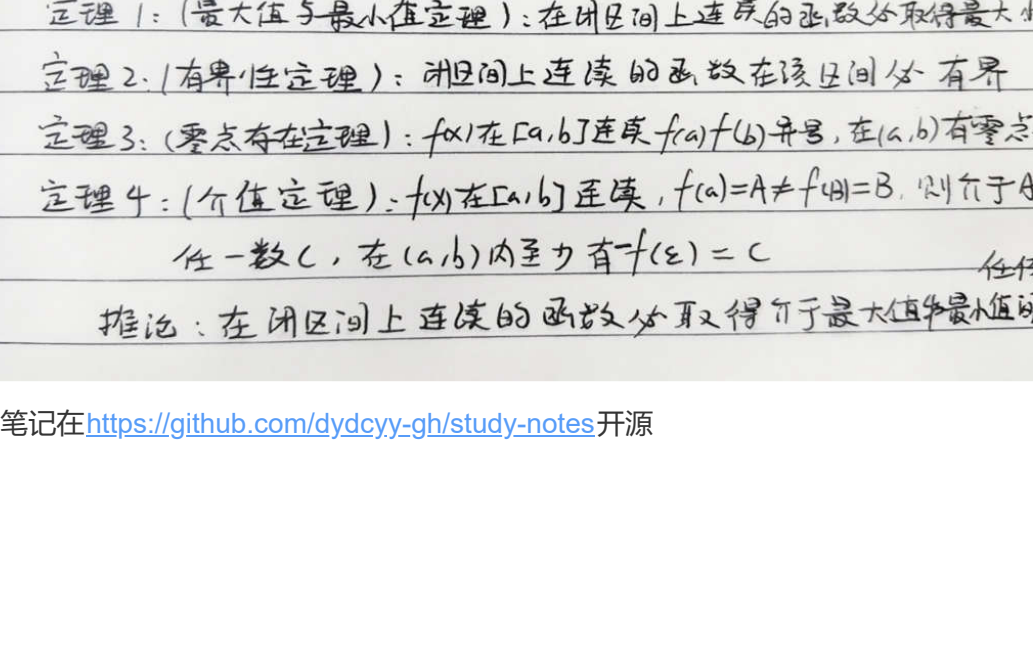 定理1:(最大值与最小值定理):在闭区间上连续的函数必取得最大
定理2:(有界性定理):闭区间上连续的函数在该区间必有界
定理3:(零点存在定理):f(x)在[a,b]连续f(a)f(b)异号,在(a,b)有零点
定理4:(介值定理):f(x)在[a,b]连续,f(a)=A≠f(B)=B,则介于A
任一数C,在(a,b)内至少有一f(ε)=C
任何
推论:在闭区间上连续的函数必取得介于最大值和最小值间
笔记在https://github.com/dydcyy-gh/study-notes开源